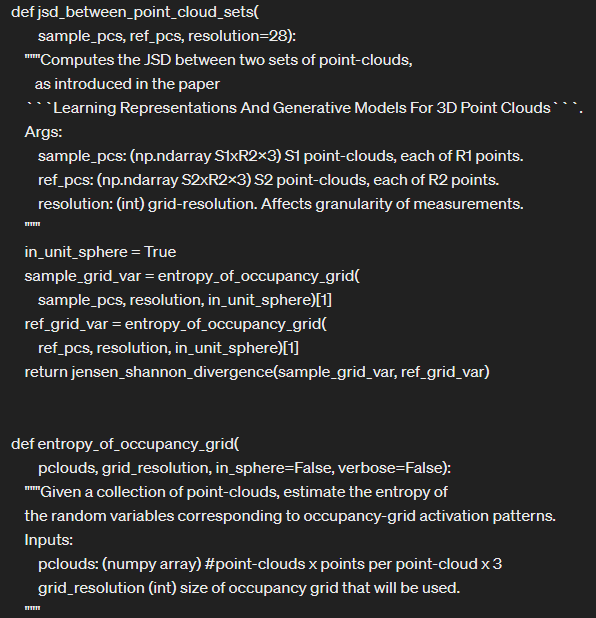 def jsd_between_point_cloud_sets(
sample_pcs, ref_pcs, resolution=28):
"""Computes the JSD between two sets of point-clouds,
as introduced in the paper
```Learning Representations And Generative Models For 3D Point Clouds```.
Args:
sample_pcs: (np.ndarray S1xR2×3) S1 point-clouds, each of R1 points.
ref_pcs: (np.ndarray S2xR2×3) S2 point-clouds, each of R2 points.
resolution: (int) grid-resolution. Affects granularity of measurements.
"""
in_unit_sphere = True
sample_grid_var = entropy_of_occupancy_grid(
sample_pcs, resolution, in_unit_sphere)[1]
ref_grid_var = entropy_of_occupancy_grid(
ref_pcs, resolution, in_unit_sphere)[1]
return jensen_shannon_divergence(sample_grid_var, ref_grid_var)
def entropy_of_occupancy_grid(
pclouds, grid_resolution, in_sphere=False, verbose=False):
"""Given a collection of point-clouds, estimate the entropy of
the random variables corresponding to occupancy-grid activation patterns.
Inputs:
pclouds: (numpy array) #point-clouds x points per point-cloud x 3
grid_resolution (int) size of occupancy grid that will be used.
"""